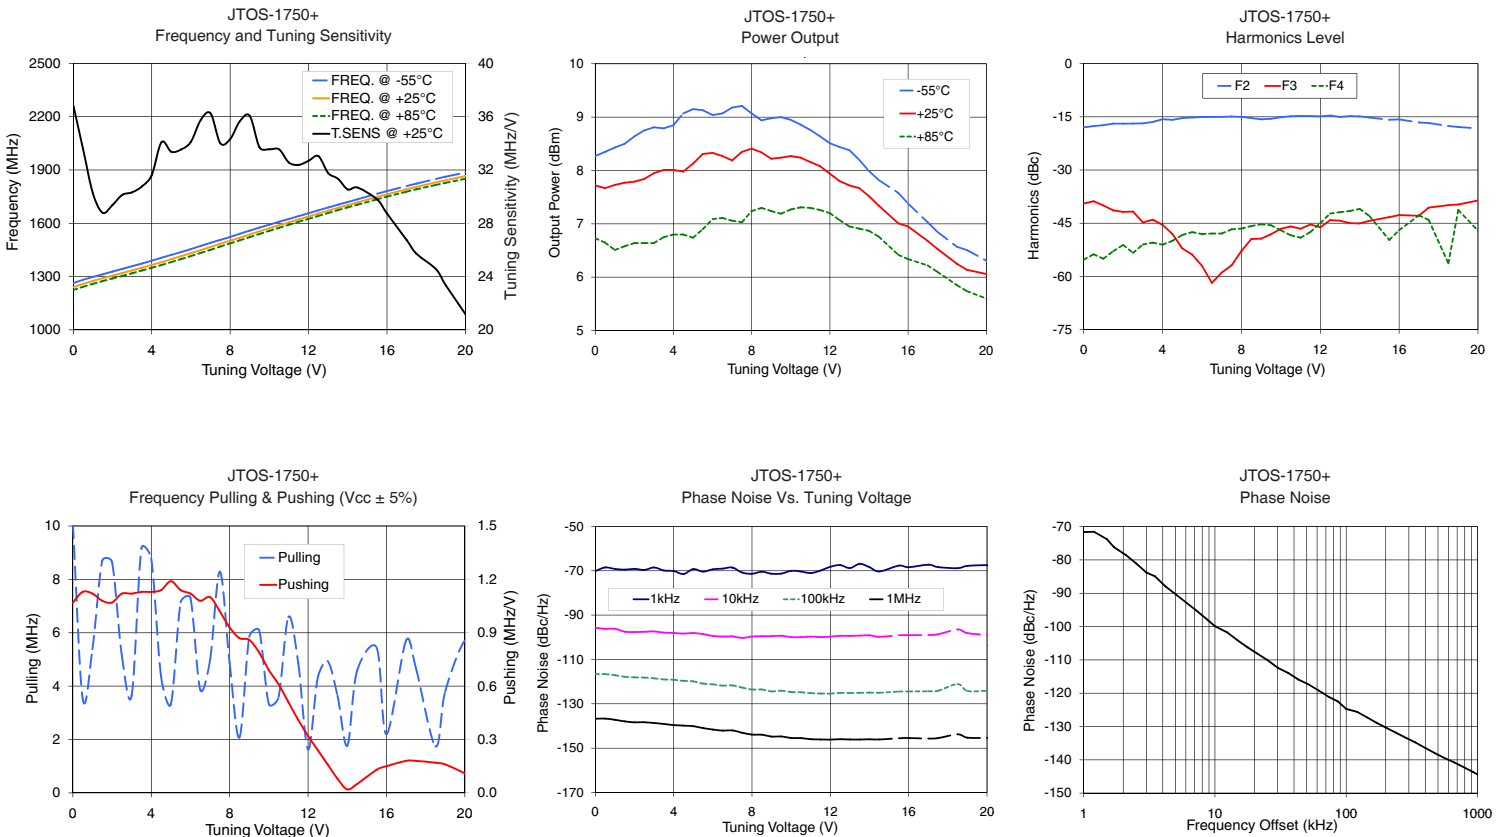 JTOS-1750+
Frequency and Tuning Sensitivity
2500
2200
1900
1600
1300
1000
40
36
32
28
24
20
FREQ. @ -55°C
FREQ. @ +25°C
FREQ. @ +85°C
T.SENS @ +25°C
Frequency (MHz)
Tuning Sensitivity (MHz/V)
0 4 8 12 16 20
Tuning Voltage (V)
JTOS-1750+
Power Output
10
9
8
7
6
5
-55°C
+25°C
+85°C
Output Power (dBm)
0 4 8 12 16 20
Tuning Voltage (V)
JTOS-1750+
Harmonics Level
0
-15
-30
-45
-60
-75
F2 F3 F4
Harmonics (dBc)
0 4 8 12 16 20
Tuning Voltage (V)
JTOS-1750+
Frequency Pulling & Pushing (Vcc ± 5%)
10
8
6
4
2
0
1.5
1.2
0.9
0.6
0.3
0.0
Pulling
Pushing
Pulling (MHz)
Pushing (MHz/V)
0 4 8 12 16 20
Tuning Voltage (V)
JTOS-1750+
Phase Noise Vs. Tuning Voltage
-50
-70
-90
-110
-130
-150
-170
1kHz 10kHz 100kHz 1MHz
Phase Noise (dBc/Hz)
0 4 8 12 16 20
Tuning Voltage (V)
JTOS-1750+
Phase Noise
-70
-80
-90
-100
-110
-120
-130
-140
-150
Phase Noise (dBc/Hz)
1 10 100 1000
Frequency Offset (kHz)